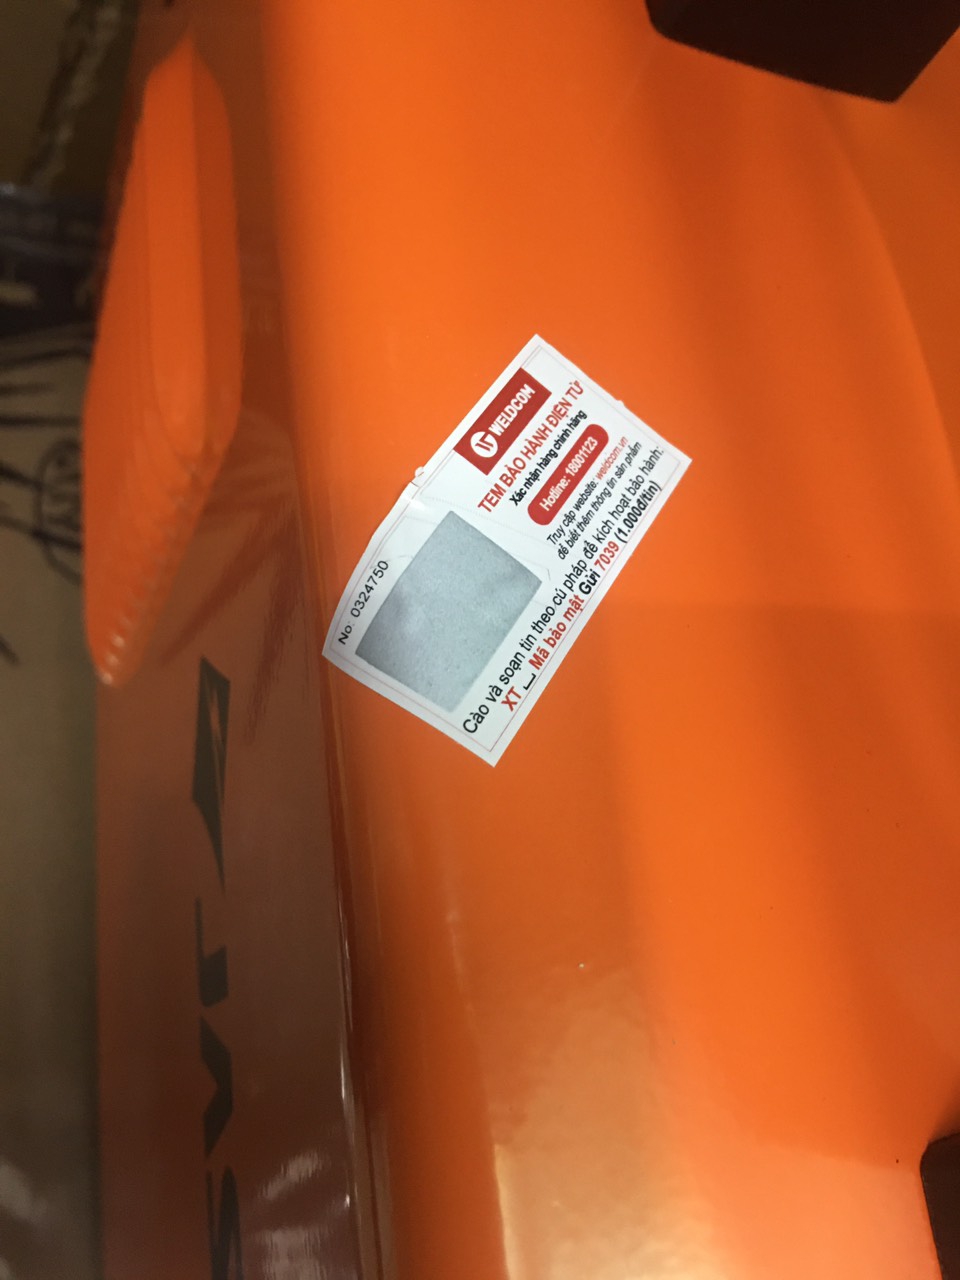 WELDCOM
TEM BẢO HÀNH ĐIỆN TỬ
Xác nhận hàng chính hãng
Hotline: 18001123
Truy cập website: weldcom.vn
để biết thêm thông tin sản phẩm
No: 0324750
Cào và soạn tin theo cú pháp để kích hoạt bảo hành:
XT ⎵ Mã bảo mật Gửi 7039 (1.000đ/tin)